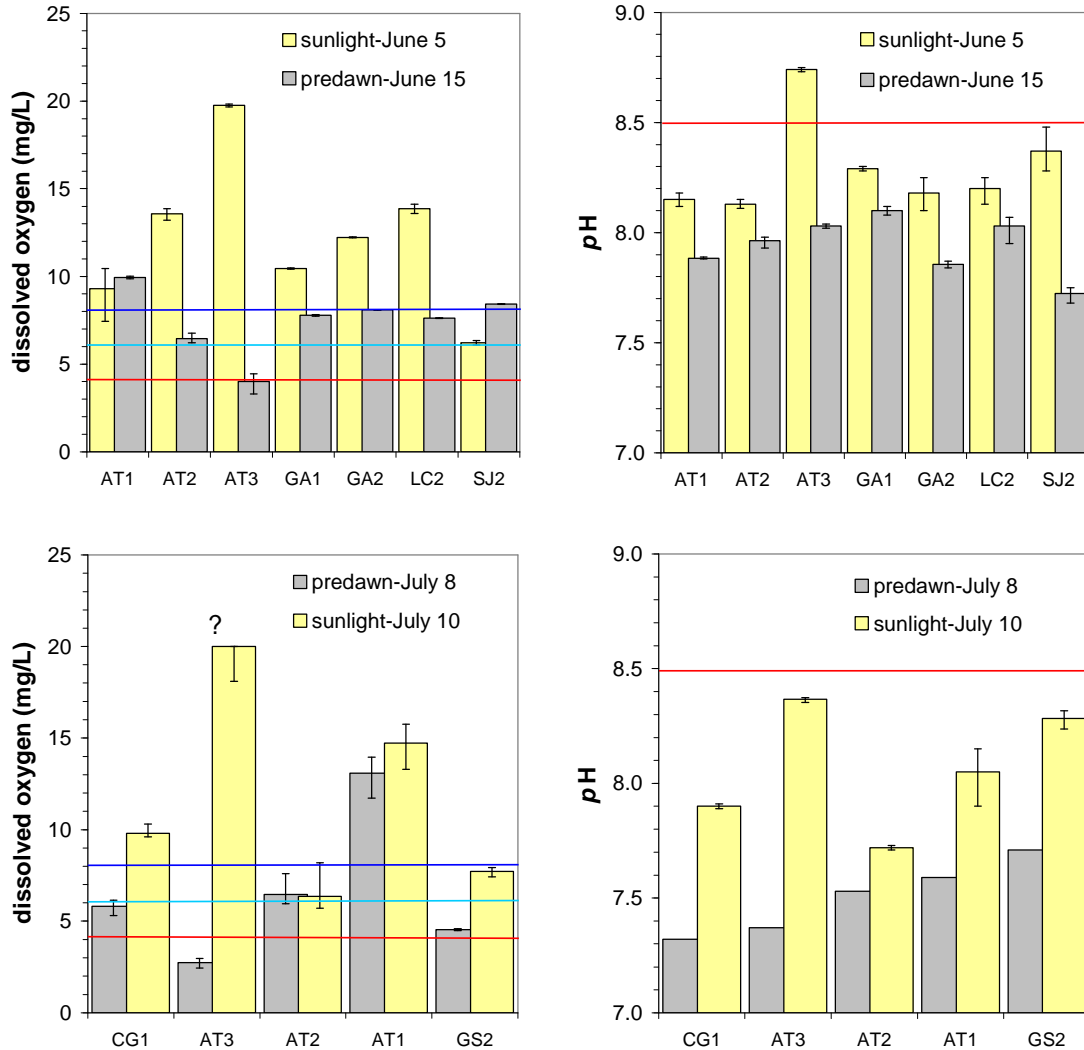 25
20
15
10
5
0
dissolved oxygen (mg/L)
sunlight-June 5
predawn-June 15
AT1 AT2 AT3 GA1 GA2 LC2 SJ2
9.0
8.5
8.0
7.5
7.0
pH
sunlight-June 5
predawn-June 15
AT1 AT2 AT3 GA1 GA2 LC2 SJ2
25
20
15
10
5
0
dissolved oxygen (mg/L)
predawn-July 8
sunlight-July 10
?
CG1 AT3 AT2 AT1 GS2
9.0
8.5
8.0
7.5
7.0
pH
predawn-July 8
sunlight-July 10
CG1 AT3 AT2 AT1 GS2